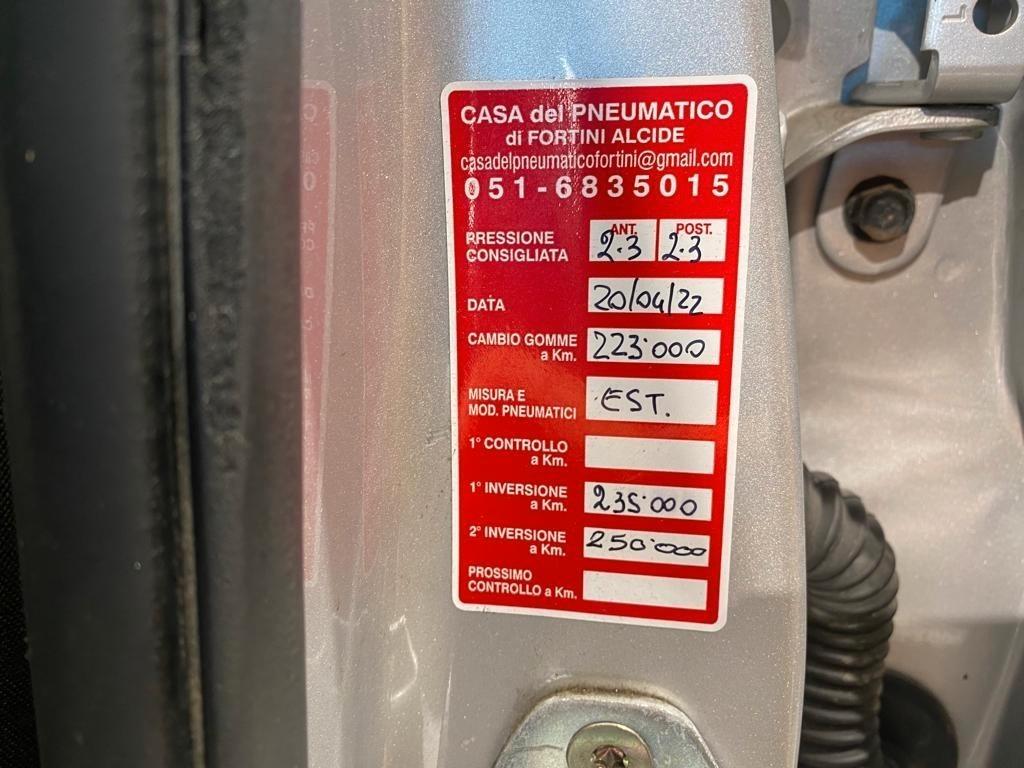 CASA del PNEUMATICO
di FORTINI ALCIDE
casadelpneumaticofortini@gmail.com
051-6835015
PRESSIONE CONSIGLIATA
ANT. POST.
2.3 2.3
DATA 20/04/22
CAMBIO GOMME
a Km. 223.000
MISURA E
MOD. PNEUMATICI EST.
1° CONTROLLO
a Km.
1° INVERSIONE
a Km. 235.000
2° INVERSIONE
a Km. 250.000
PROSSIMO
CONTROLLO a Km.